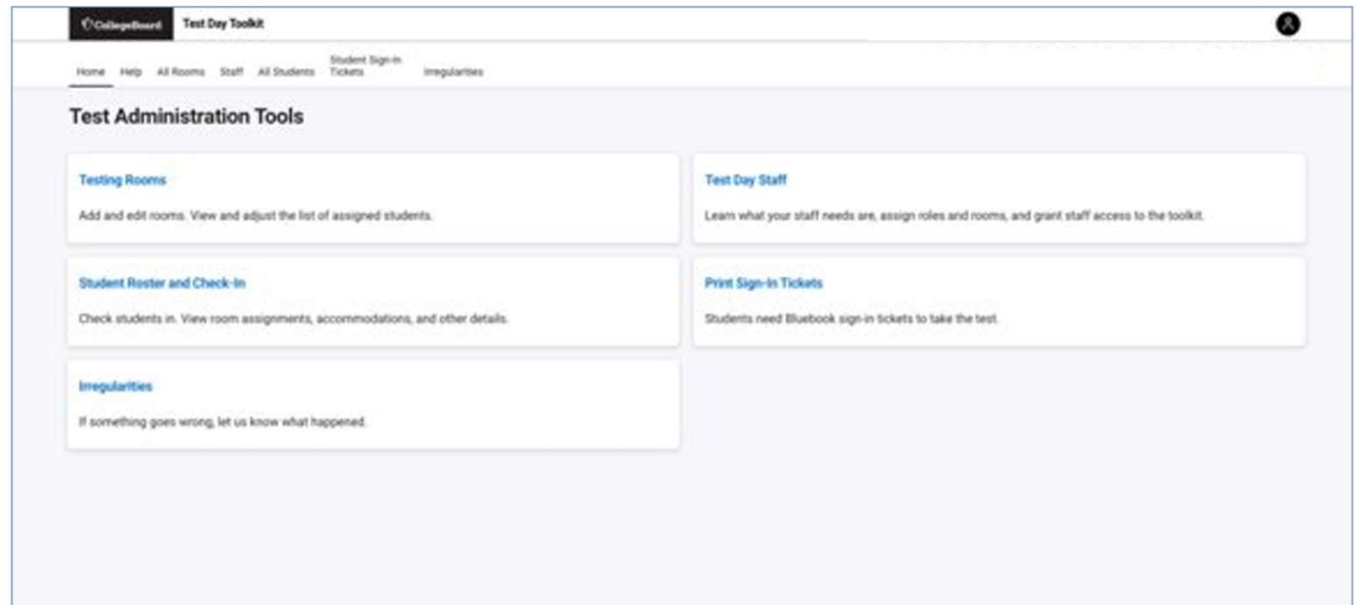 CollegeBoard Test Day Toolkit
Home Help All Rooms Staff All Students Student Sign-In Tickets Irregularities
Test Administration Tools
Testing Rooms
Add and edit rooms. View and adjust the list of assigned students.
Test Day Staff
Learn what your staff needs are, assign roles and rooms, and grant staff access to the toolkit.
Student Roster and Check-In
Check students in. View room assignments, accommodations, and other details.
Print Sign-In Tickets
Students need Bluebook sign-in tickets to take the test.
Irregularities
If something goes wrong, let us know what happened.